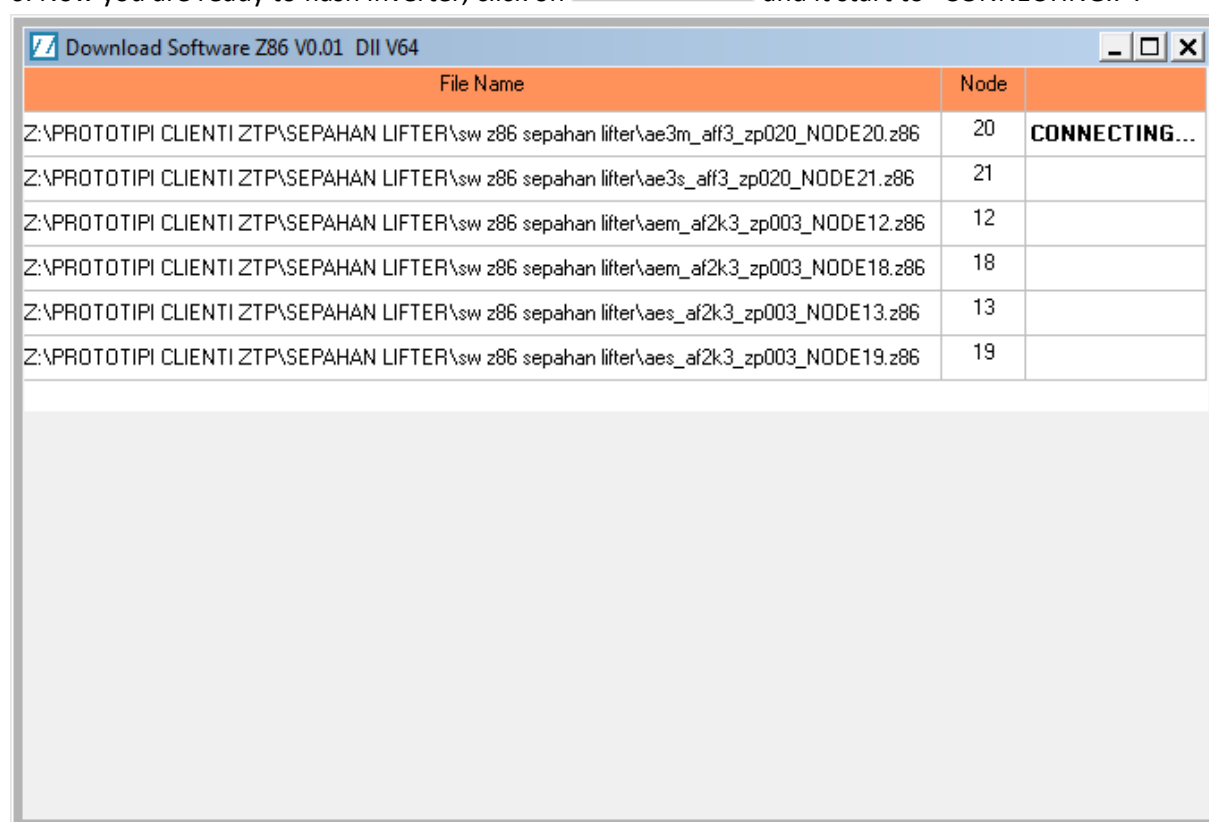 Download Software Z86 V0.01 Dll V64
File Name Node
Z:\PROTOTIPI CLIENTI ZTP\SEPAHAN LIFTER\sw z86 sepahan lifter\ae3m_aff3_zp020_NODE20.z86 20 CONNECTING...
Z:\PROTOTIPI CLIENTI ZTP\SEPAHAN LIFTER\sw z86 sepahan lifter\ae3s_aff3_zp020_NODE21.z86 21
Z:\PROTOTIPI CLIENTI ZTP\SEPAHAN LIFTER\sw z86 sepahan lifter\aem_af2k3_zp003_NODE12.z86 12
Z:\PROTOTIPI CLIENTI ZTP\SEPAHAN LIFTER\sw z86 sepahan lifter\aem_af2k3_zp003_NODE18.z86 18
Z:\PROTOTIPI CLIENTI ZTP\SEPAHAN LIFTER\sw z86 sepahan lifter\aes_af2k3_zp003_NODE13.z86 13
Z:\PROTOTIPI CLIENTI ZTP\SEPAHAN LIFTER\sw z86 sepahan lifter\aes_af2k3_zp003_NODE19.z86 19